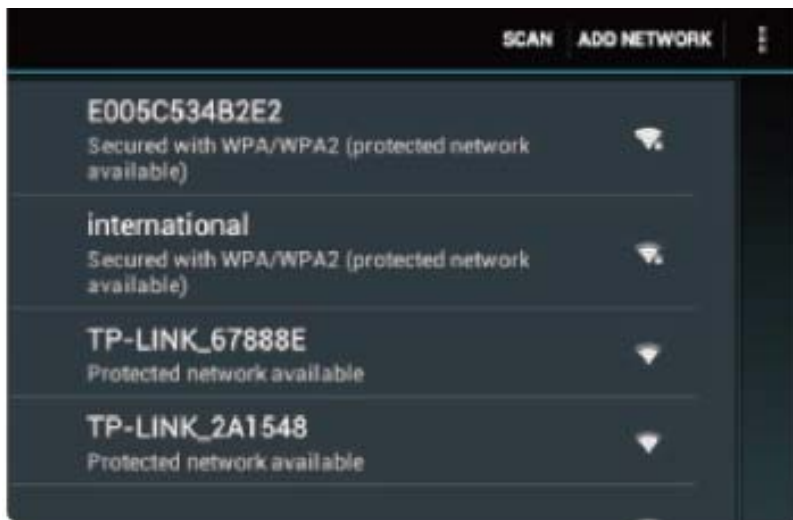 SCAN ADD NETWORK
E005C534B2E2
Secured with WPA/WPA2 (protected network
available)
international
Secured with WPA/WPA2 (protected network
available)
TP-LINK_67888E
Protected network available
TP-LINK_2A1548
Protected network available